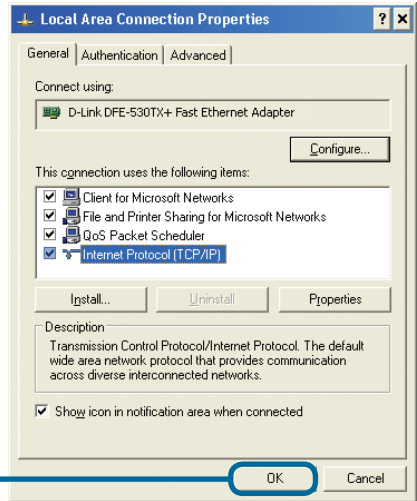 Local Area Connection Properties
General Authentication Advanced
Connect using:
D-Link DFE-530TX+ Fast Ethernet Adapter
Configure...
This connection uses the following items:
Client for Microsoft Networks
File and Printer Sharing for Microsoft Networks
QoS Packet Scheduler
Internet Protocol (TCP/IP)
Install... Uninstall Properties
Description
Transmission Control Protocol/Internet Protocol. The default
wide area network protocol that provides communication
across diverse interconnected networks.
Show icon in notification area when connected
OK Cancel